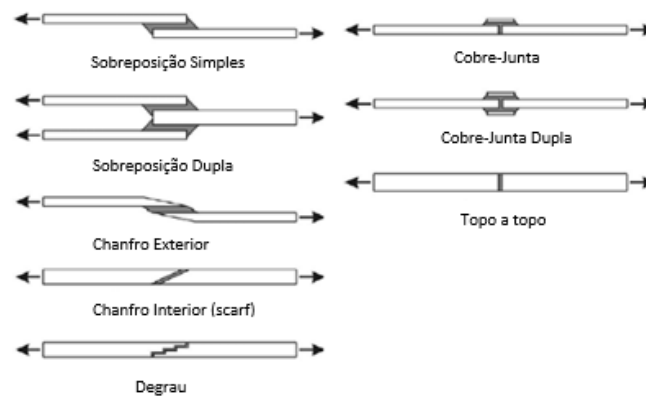 Sobreposição Simples
Sobreposição Dupla
Chanfro Exterior
Chanfro Interior (scarf)
Degrau
Cobre-Junta
Cobre-Junta Dupla
Topo a topo